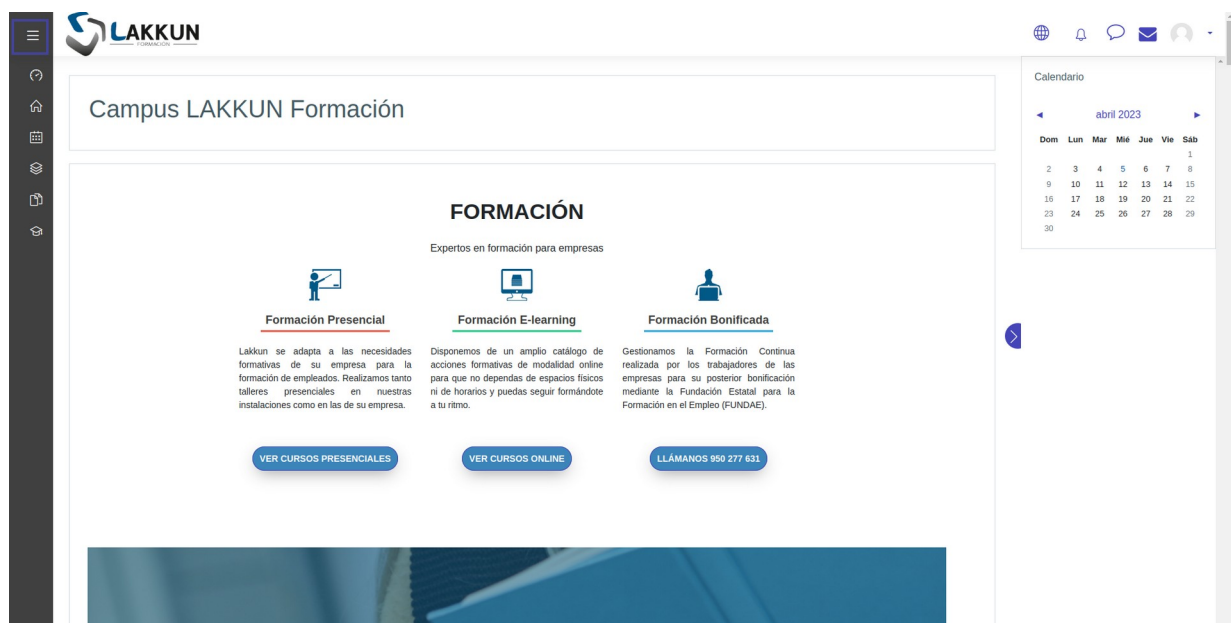 LAKKUN
FORMACIÓN
Campus LAKKUN Formación
FORMACIÓN
Expertos en formación para empresas
Formación Presencial
Lakkun se adapta a las necesidades
formativas de su empresa para la
formación de empleados. Realizamos tanto
talleres presenciales en nuestras
instalaciones como en las de su empresa.
VER CURSOS PRESENCIALES
Formación E-learning
Disponemos de un amplio catálogo de
acciones formativas de modalidad online
para que no dependas de espacios físicos
ni de horarios y puedas seguir formándote
a tu ritmo.
VER CURSOS ONLINE
Formación Bonificada
Gestionamos la Formación Continua
realizada por los trabajadores de las
empresas para su posterior bonificación
mediante la Fundación Estatal para la
Formación en el Empleo (FUNDAE).
LLÁMANOS 950 277 631
Calendario
◄ abril 2023 ►
Dom Lun Mar Mié Jue Vie Sáb
1
2 3 4 5 6 7 8
9 10 11 12 13 14 15
16 17 18 19 20 21 22
23 24 25 26 27 28 29
30